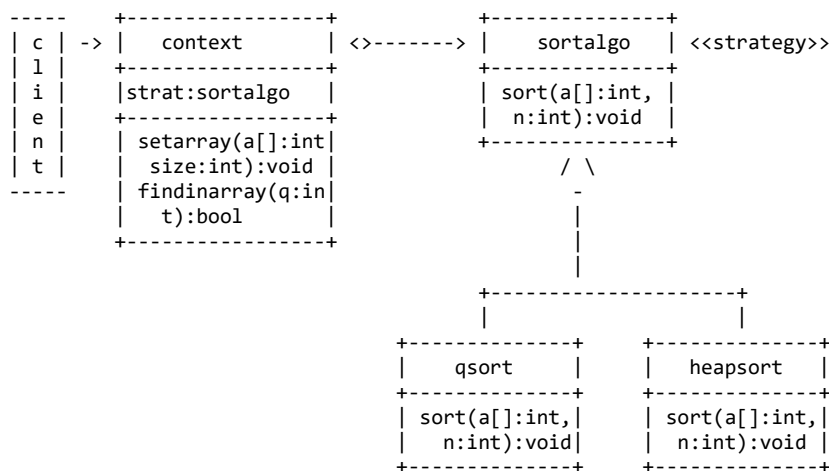 -----     +-----------------+            +---------------+
| c | -> |   context       | <>-------> |    sortalgo   | <<strategy>>
| l |    +-----------------+            +---------------+
| i |    |strat:sortalgo   |            | sort(a[]:int, |
| e |    +-----------------+            |  n:int):void  |
| n |    | setarray(a[]:int|            +---------------+
| t |    |  size:int):void |                  / \
-----    | findinarray(q:in|                   -
         |   t):bool       |                   |
         +-----------------+                   |
                                               |
                                       +---------------------+
                                       |                     |
                                +--------------+     +--------------+
                                |    qsort     |     |   heapsort   |
                                +--------------+     +--------------+
                                | sort(a[]:int,|     | sort(a[]:int,|
                                |   n:int):void|     |  n:int):void |
                                +--------------+     +--------------+